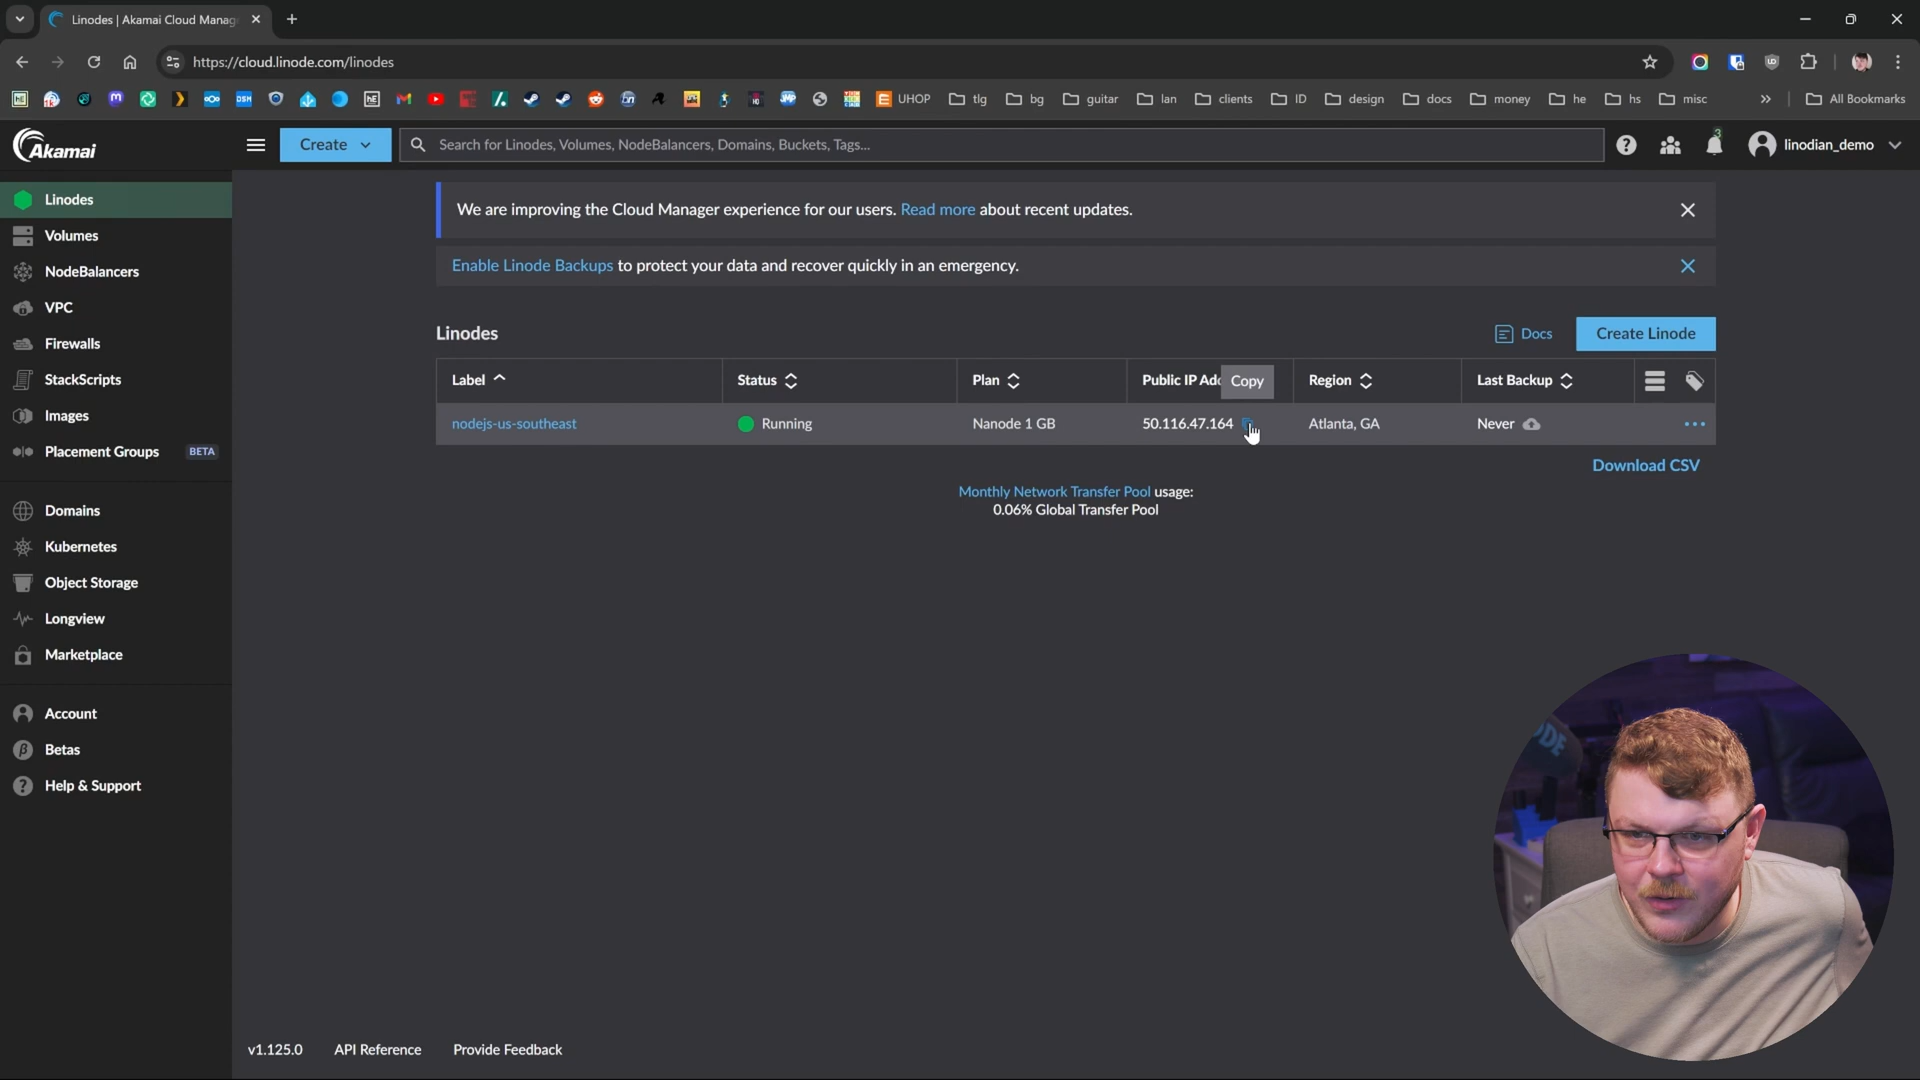 Linodes | Akamai Cloud Manag
https://cloud.linode.com/linodes
UHOP tlg bg guitar lan clients ID design docs money he hs misc » All Bookmarks
Akamai
Create
Search for Linodes, Volumes, NodeBalancers, Domains, Buckets, Tags...
3
linodian_demo
Linodes
Volumes
NodeBalancers
VPC
Firewalls
StackScripts
Images
Placement Groups BETA
Domains
Kubernetes
Object Storage
Longview
Marketplace
Account
Betas
Help & Support
We are improving the Cloud Manager experience for our users. Read more about recent updates.
Enable Linode Backups to protect your data and recover quickly in an emergency.
Linodes
Docs
Create Linode
Label Status Plan Public IP Add Copy Region Last Backup
nodejs-us-southeast Running Nanode 1 GB 50.116.47.164 Atlanta, GA Never
Download CSV
Monthly Network Transfer Pool usage:
0.06% Global Transfer Pool
v1.125.0 API Reference Provide Feedback